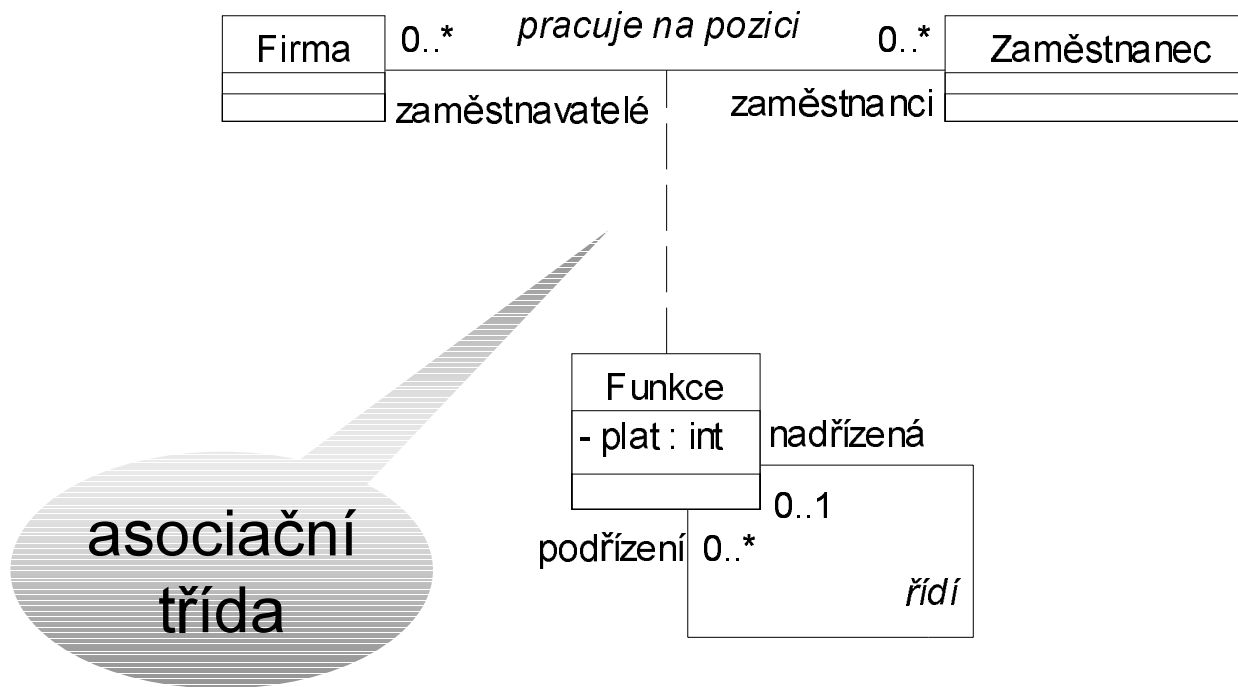 Firma
0..*
pracuje na pozici
0..*
Zaměstnanec
zaměstnavatelé
zaměstnanci
Funkce
- plat : int
nadřízená
0..1
podřízení
0..*
řídí
asociační
třída